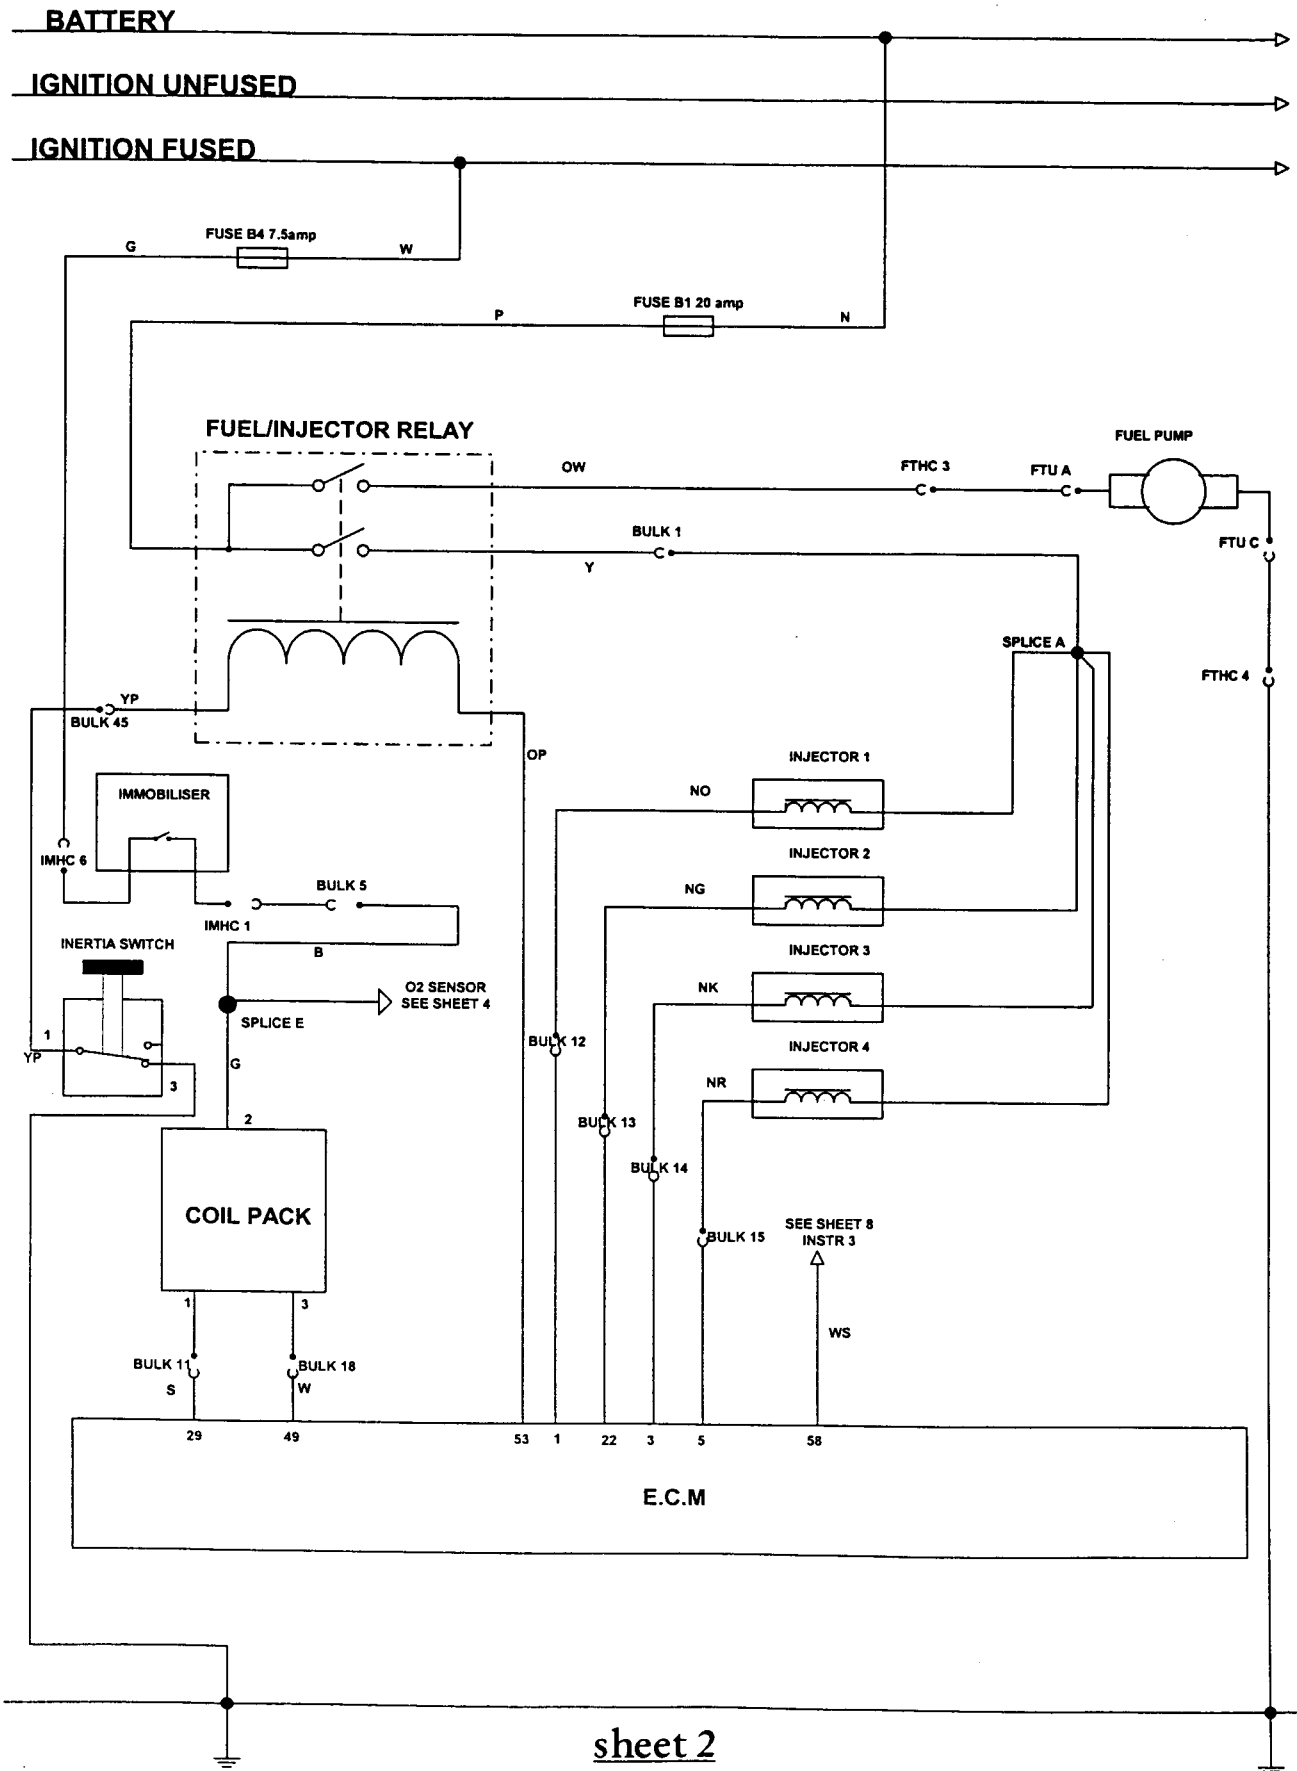 BATTERY
IGNITION UNFUSED
IGNITION FUSED
FUSE B4 7.5amp
G
W
FUSE B1 20 amp
P
N
FUEL/INJECTOR RELAY
FUEL PUMP
OW
FTHC 3
FTU A
BULK 1
FTU C
Y
SPLICE A
FTHC 4
YP
BULK 45
OP
INJECTOR 1
IMMOBILISER
NO
INJECTOR 2
IMHC 6
BULK 5
NG
IMHC 1
INERTIA SWITCH
B
INJECTOR 3
O2 SENSOR
SEE SHEET 4
NK
SPLICE E
1
YP
BULK 12
INJECTOR 4
G
3
NR
2
BULK 13
BULK 14
COIL PACK
SEE SHEET 8
INSTR 3
BULK 15
1
3
WS
BULK 11
BULK 18
S
W
29
49
53
1
22
3
5
58
E.C.M
sheet 2